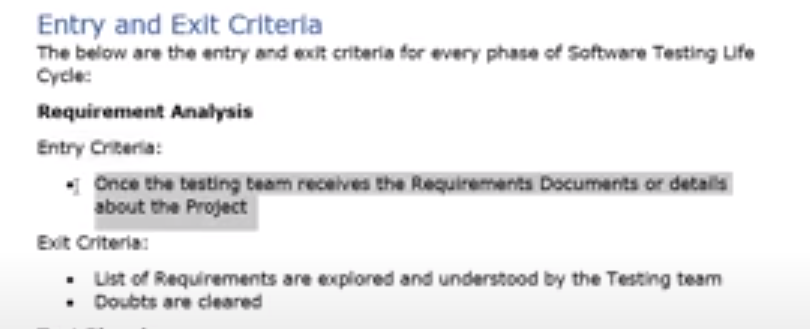 Entry and Exit Criteria
The below are the entry and exit criteria for every phase of Software Testing Life
Cycle:
Requirement Analysis
Entry Criteria:
• Once the testing team receives the Requirements Documents or details
about the Project
Exit Criteria:
• List of Requirements are explored and understood by the Testing team
• Doubts are cleared